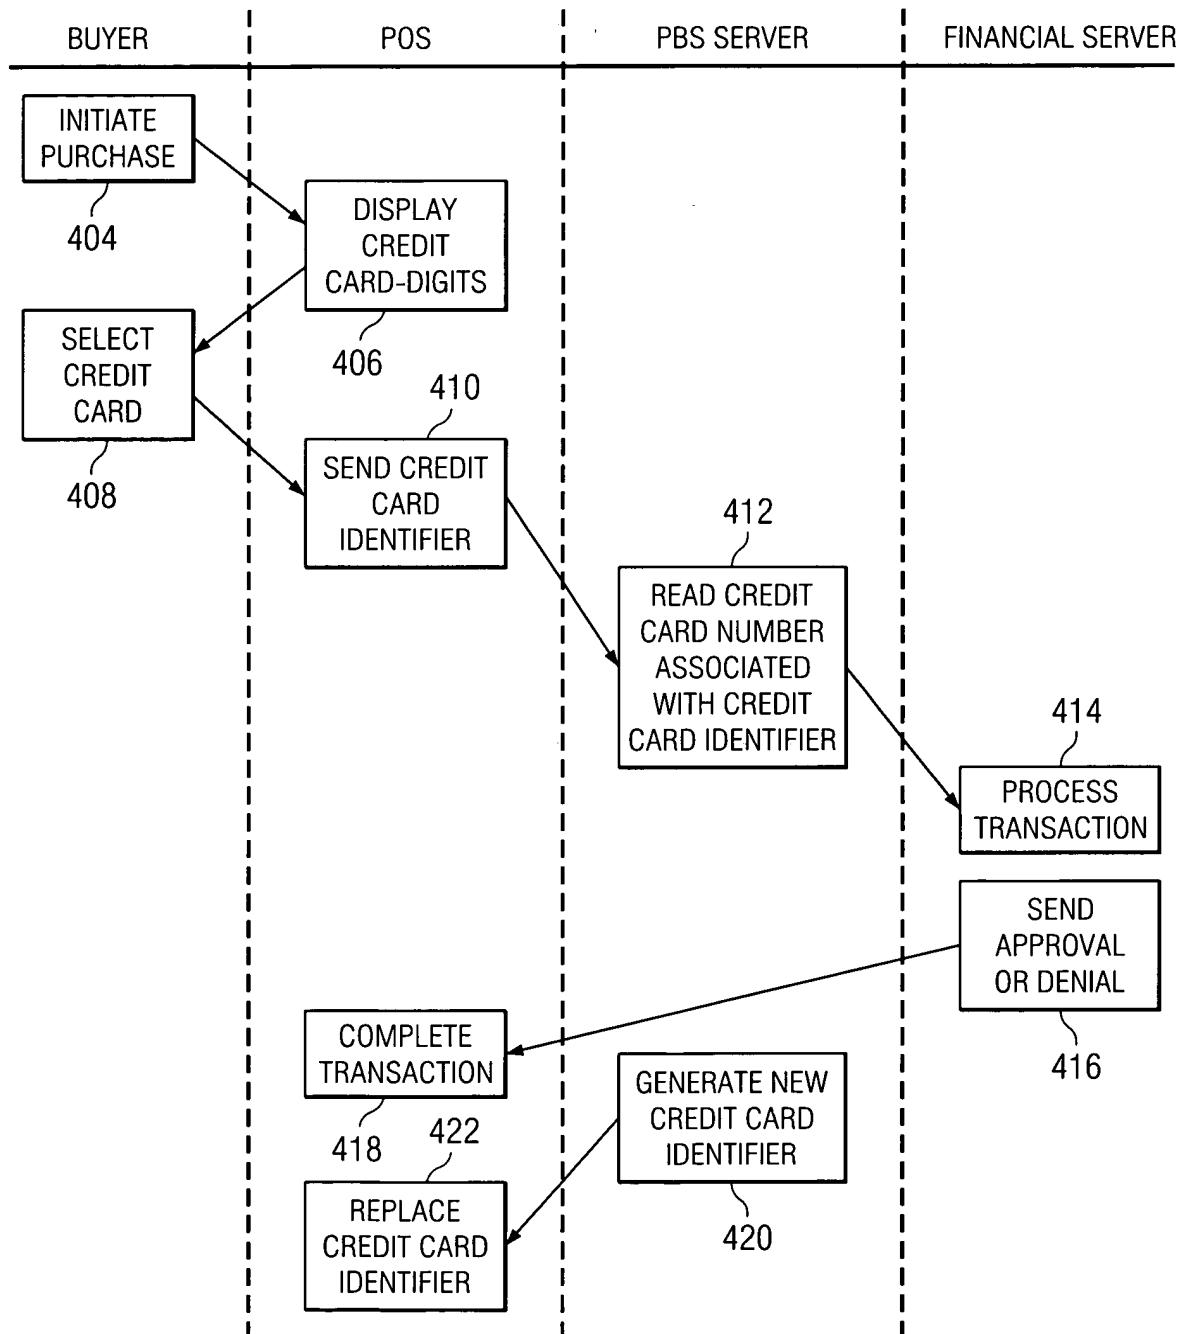 BUYER
POS
PBS SERVER
FINANCIAL SERVER
INITIATE
PURCHASE
404
DISPLAY
CREDIT
CARD-DIGITS
406
SELECT
CREDIT
CARD
408
410
SEND CREDIT
CARD
IDENTIFIER
412
READ CREDIT
CARD NUMBER
ASSOCIATED
WITH CREDIT
CARD IDENTIFIER
414
PROCESS
TRANSACTION
SEND
APPROVAL
OR DENIAL
416
COMPLETE
TRANSACTION
418
GENERATE NEW
CREDIT CARD
IDENTIFIER
420
422
REPLACE
CREDIT CARD
IDENTIFIER